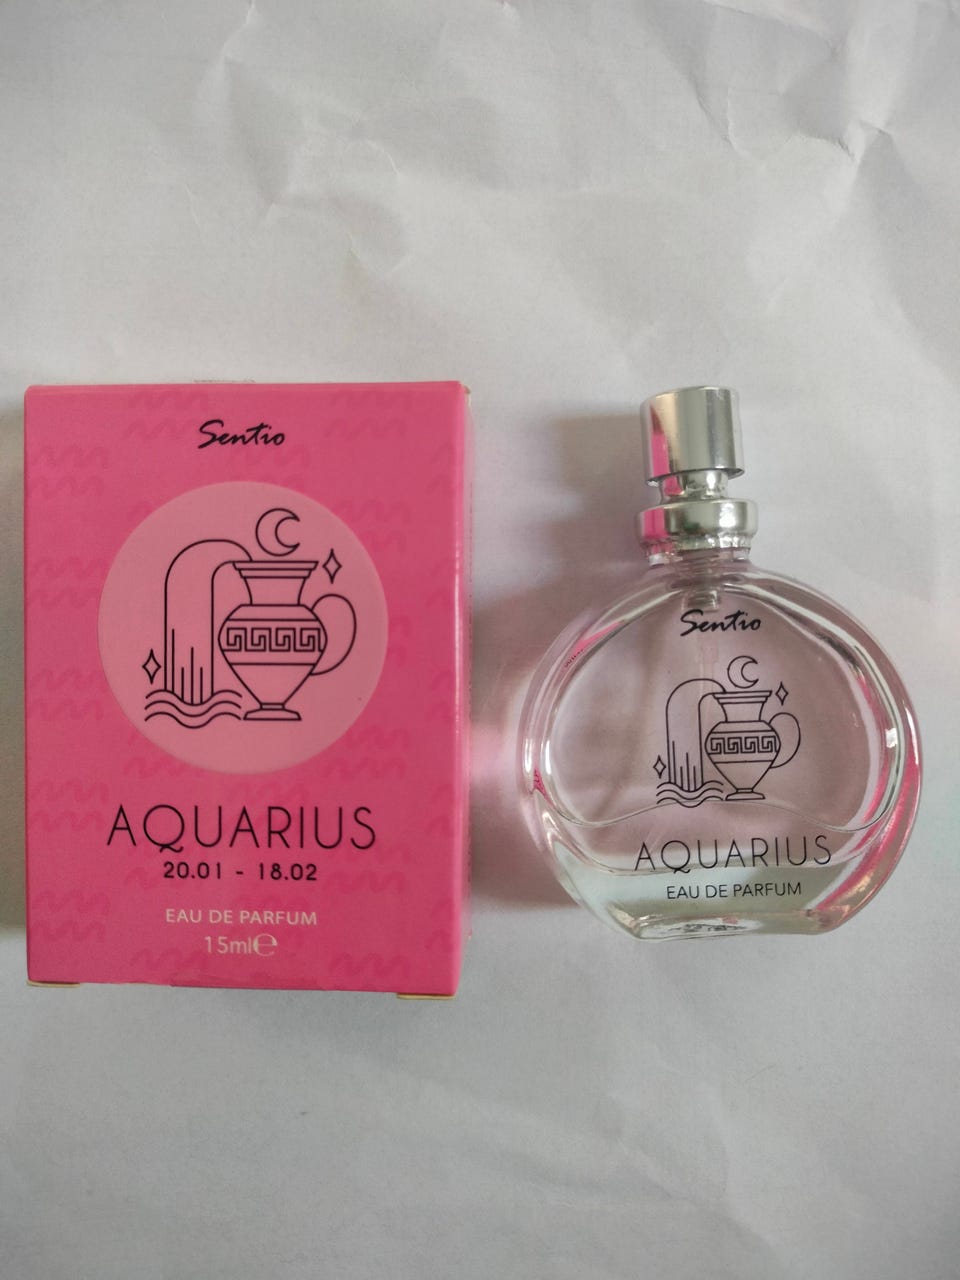 Sentio
AQUARIUS
20.01 - 18.02
EAU DE PARFUM
15ml℮
Sentio
AQUARIUS
EAU DE PARFUM